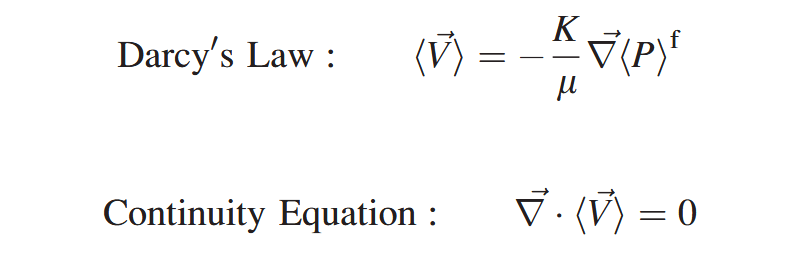 Darcy′s Law : ⟨V⃗⟩ = −K/μ ∇⃗⟨P⟩ᶠ
Continuity Equation : ∇⃗ · ⟨V⃗⟩ = 0